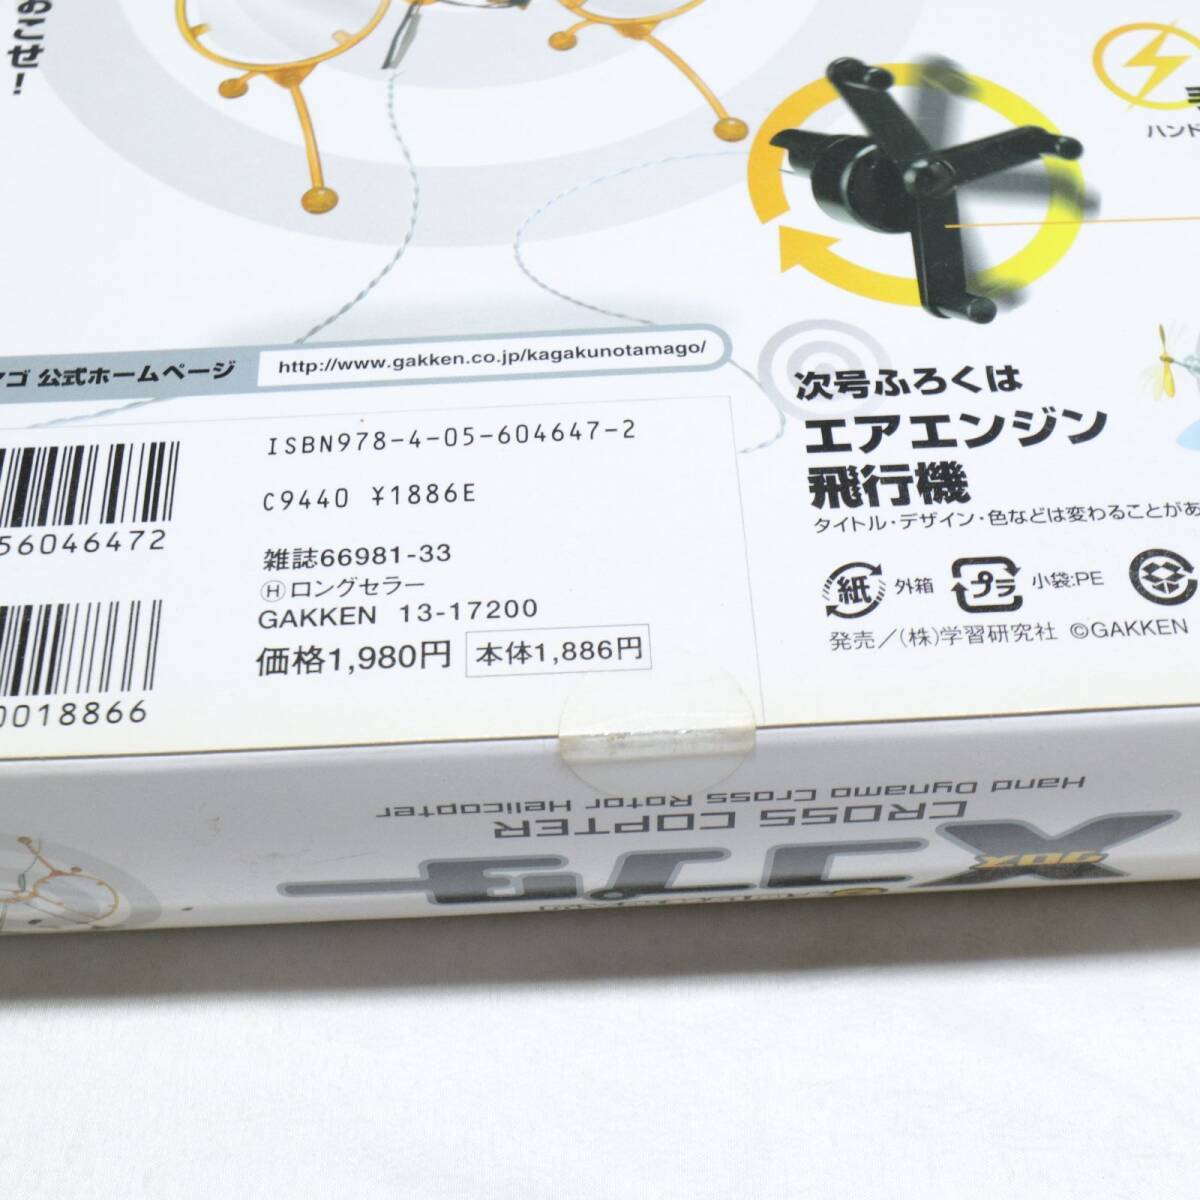 おこせ!
ハンド
マゴ 公式ホームページ
http://www.gakken.co.jp/kagakunotamago/
ISBN978-4-05-604647-2
C9440 ¥1886E
56046472
雑誌66981-33
Ⓗロングセラー
GAKKEN 13-17200
価格1,980円 本体1,886円
0018866
次号ふろくは
エアエンジン
飛行機
タイトル・デザイン・色などは変わることがあ
紙 外箱 プラ 小袋:PE
発売/(株)学習研究社 ©GAKKEN
Hand Dynamo Cross Rotor Helicopter
CROSS COPTER
Xコプター